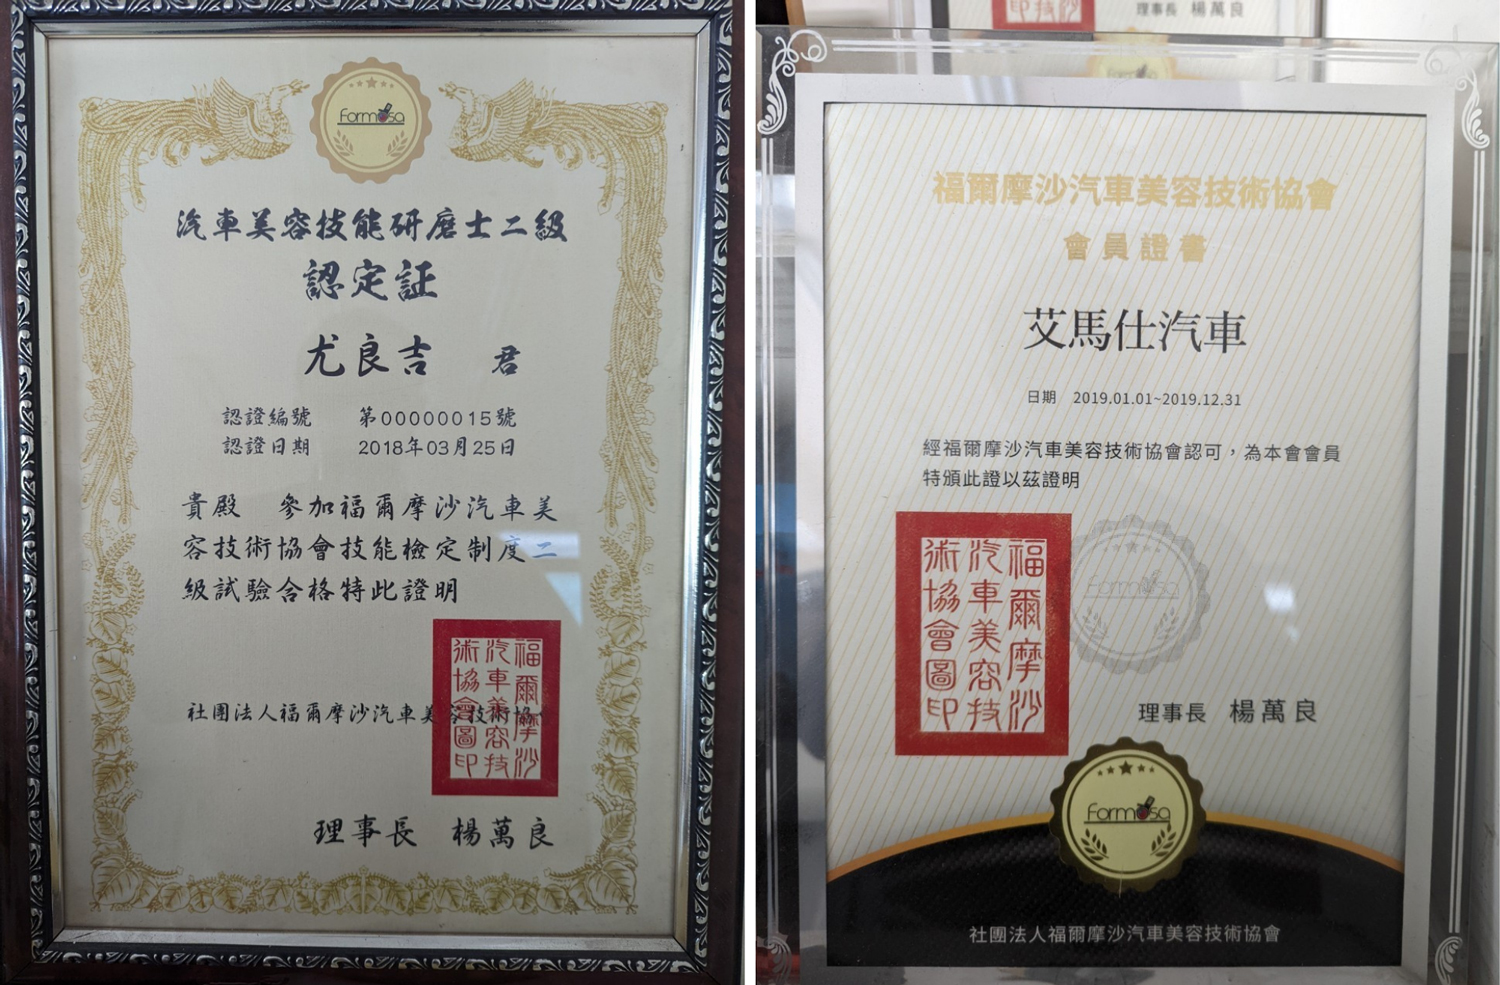 Formosa
汽車美容技能研磨士二級
認定証
尤良吉 君
認證編號 第00000015號
認證日期 2018年03月25日
貴殿 參加福爾摩沙汽車美
容技術協會技能檢定制度二
級試驗合格特此證明
社團法人福爾摩沙汽車美容技術協
福爾摩沙
汽車美容技
術協會圖印
理事長 楊萬良
理事長 楊萬良
福爾摩沙汽車美容技術協會
會員證書
艾馬仕汽車
日期 2019.01.01~2019.12.31
經福爾摩沙汽車美容技術協會認可，為本會會員
特頒此證以茲證明
福爾摩沙
汽車美容技
術協會圖印
Formosa
理事長 楊萬良
Formosa
社團法人福爾摩沙汽車美容技術協會